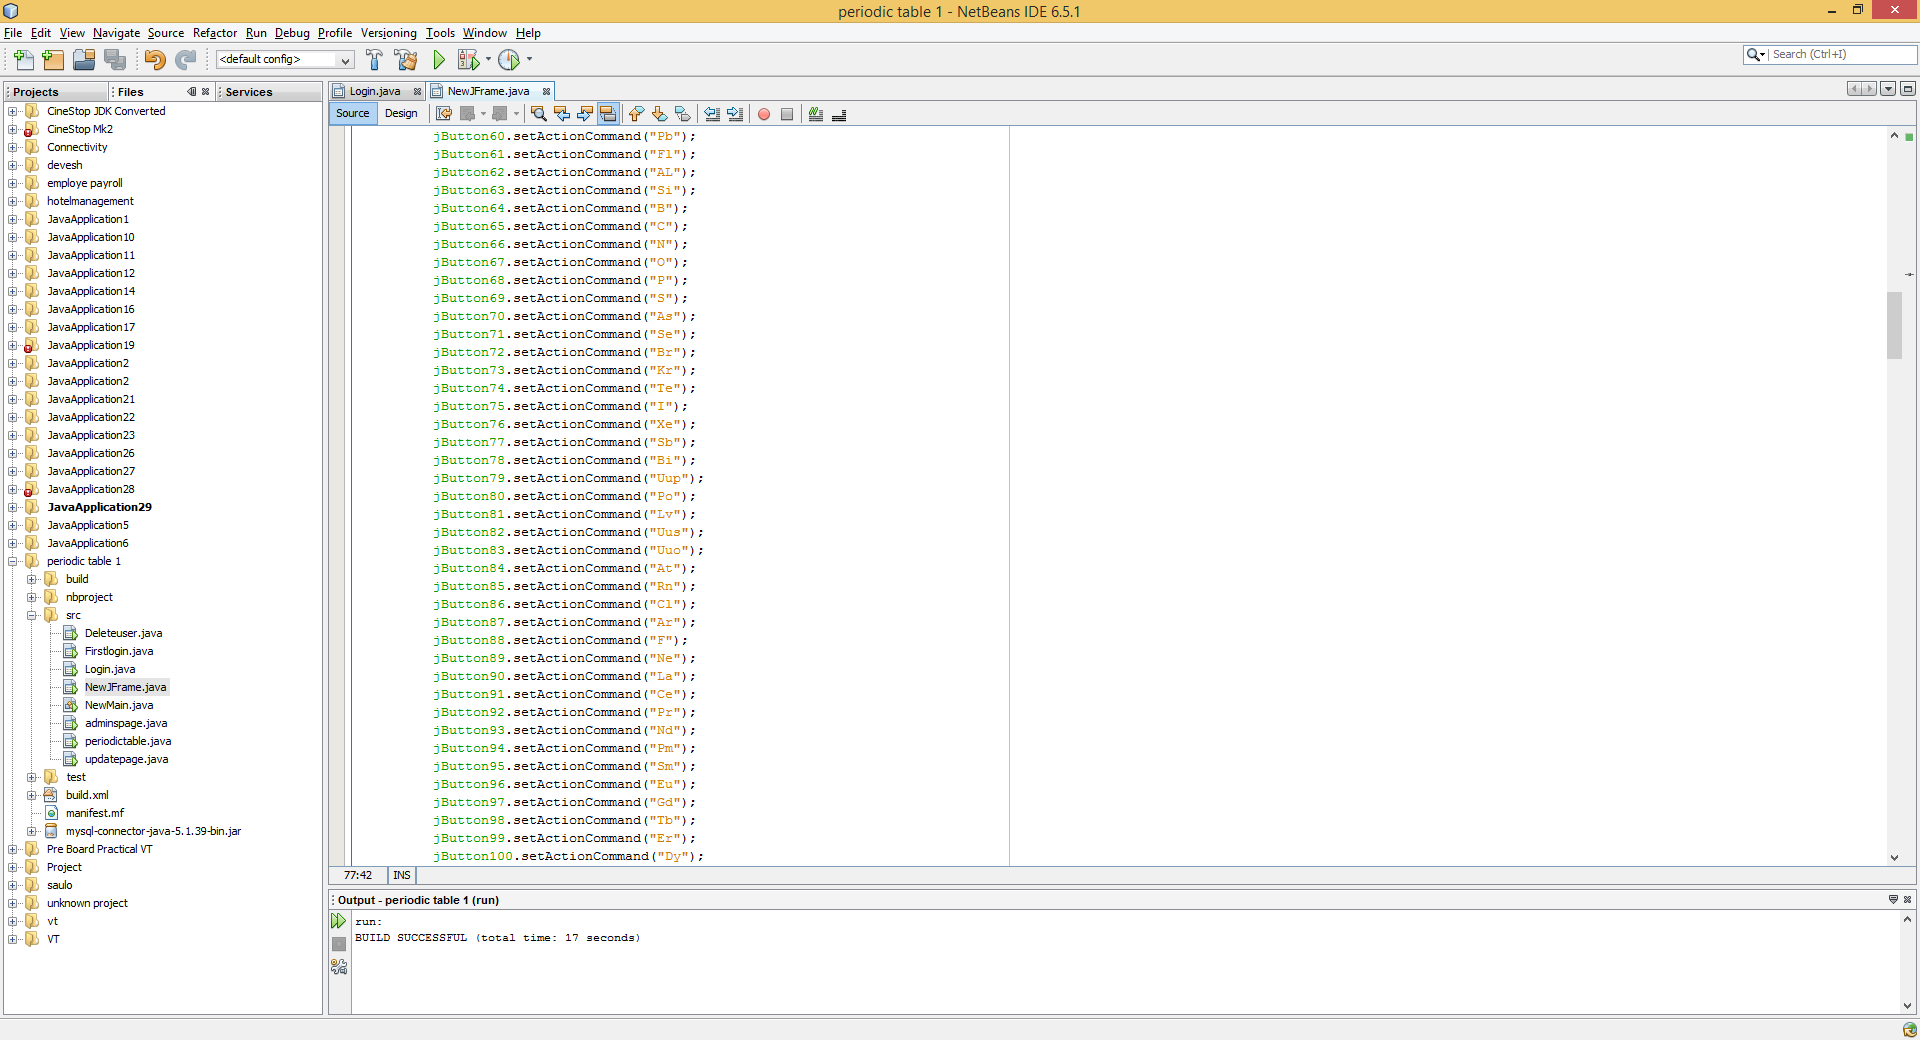 periodic table 1 - NetBeans IDE 6.5.1
File Edit View Navigate Source Refactor Run Debug Profile Versioning Tools Window Help
<default config>
Search (Ctrl+I)
Projects Files Services
CineStop JDK Converted
CineStop Mk2
Connectivity
devesh
employe payroll
hotelmanagement
JavaApplication1
JavaApplication10
JavaApplication11
JavaApplication12
JavaApplication14
JavaApplication16
JavaApplication17
JavaApplication19
JavaApplication2
JavaApplication2
JavaApplication21
JavaApplication22
JavaApplication23
JavaApplication26
JavaApplication27
JavaApplication28
JavaApplication29
JavaApplication5
JavaApplication6
periodic table 1
build
nbproject
src
Deleteuser.java
Firstlogin.java
Login.java
NewJFrame.java
NewMain.java
adminspage.java
periodictable.java
updatepage.java
test
build.xml
manifest.mf
mysql-connector-java-5.1.39-bin.jar
Pre Board Practical VT
Project
saulo
unknown project
vt
VT
Login.java NewJFrame.java
Source Design
jButton60.setActionCommand("Pb");
jButton61.setActionCommand("Fl");
jButton62.setActionCommand("AL");
jButton63.setActionCommand("Si");
jButton64.setActionCommand("B");
jButton65.setActionCommand("C");
jButton66.setActionCommand("N");
jButton67.setActionCommand("O");
jButton68.setActionCommand("P");
jButton69.setActionCommand("S");
jButton70.setActionCommand("As");
jButton71.setActionCommand("Se");
jButton72.setActionCommand("Br");
jButton73.setActionCommand("Kr");
jButton74.setActionCommand("Te");
jButton75.setActionCommand("I");
jButton76.setActionCommand("Xe");
jButton77.setActionCommand("Sb");
jButton78.setActionCommand("Bi");
jButton79.setActionCommand("Uup");
jButton80.setActionCommand("Po");
jButton81.setActionCommand("Lv");
jButton82.setActionCommand("Uus");
jButton83.setActionCommand("Uuo");
jButton84.setActionCommand("At");
jButton85.setActionCommand("Rn");
jButton86.setActionCommand("Cl");
jButton87.setActionCommand("Ar");
jButton88.setActionCommand("F");
jButton89.setActionCommand("Ne");
jButton90.setActionCommand("La");
jButton91.setActionCommand("Ce");
jButton92.setActionCommand("Pr");
jButton93.setActionCommand("Nd");
jButton94.setActionCommand("Pm");
jButton95.setActionCommand("Sm");
jButton96.setActionCommand("Eu");
jButton97.setActionCommand("Gd");
jButton98.setActionCommand("Tb");
jButton99.setActionCommand("Er");
jButton100.setActionCommand("Dy");
77:42 INS
Output - periodic table 1 (run)
run:
BUILD SUCCESSFUL (total time: 17 seconds)